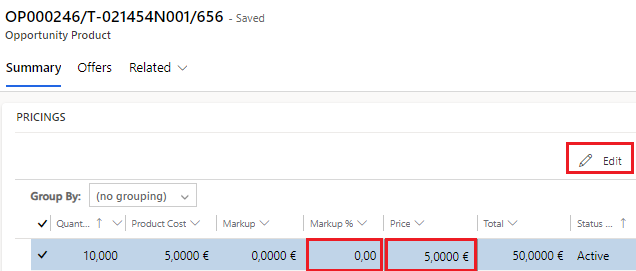 OP000246/T-021454N001/656 - Saved
Opportunity Product
Summary Offers Related
PRICINGS
Edit
Group By: (no grouping)
Quant... Product Cost Markup Markup % Price Total Status ...
10,000 5,0000 € 0,0000 € 0,00 5,0000 € 50,0000 € Active